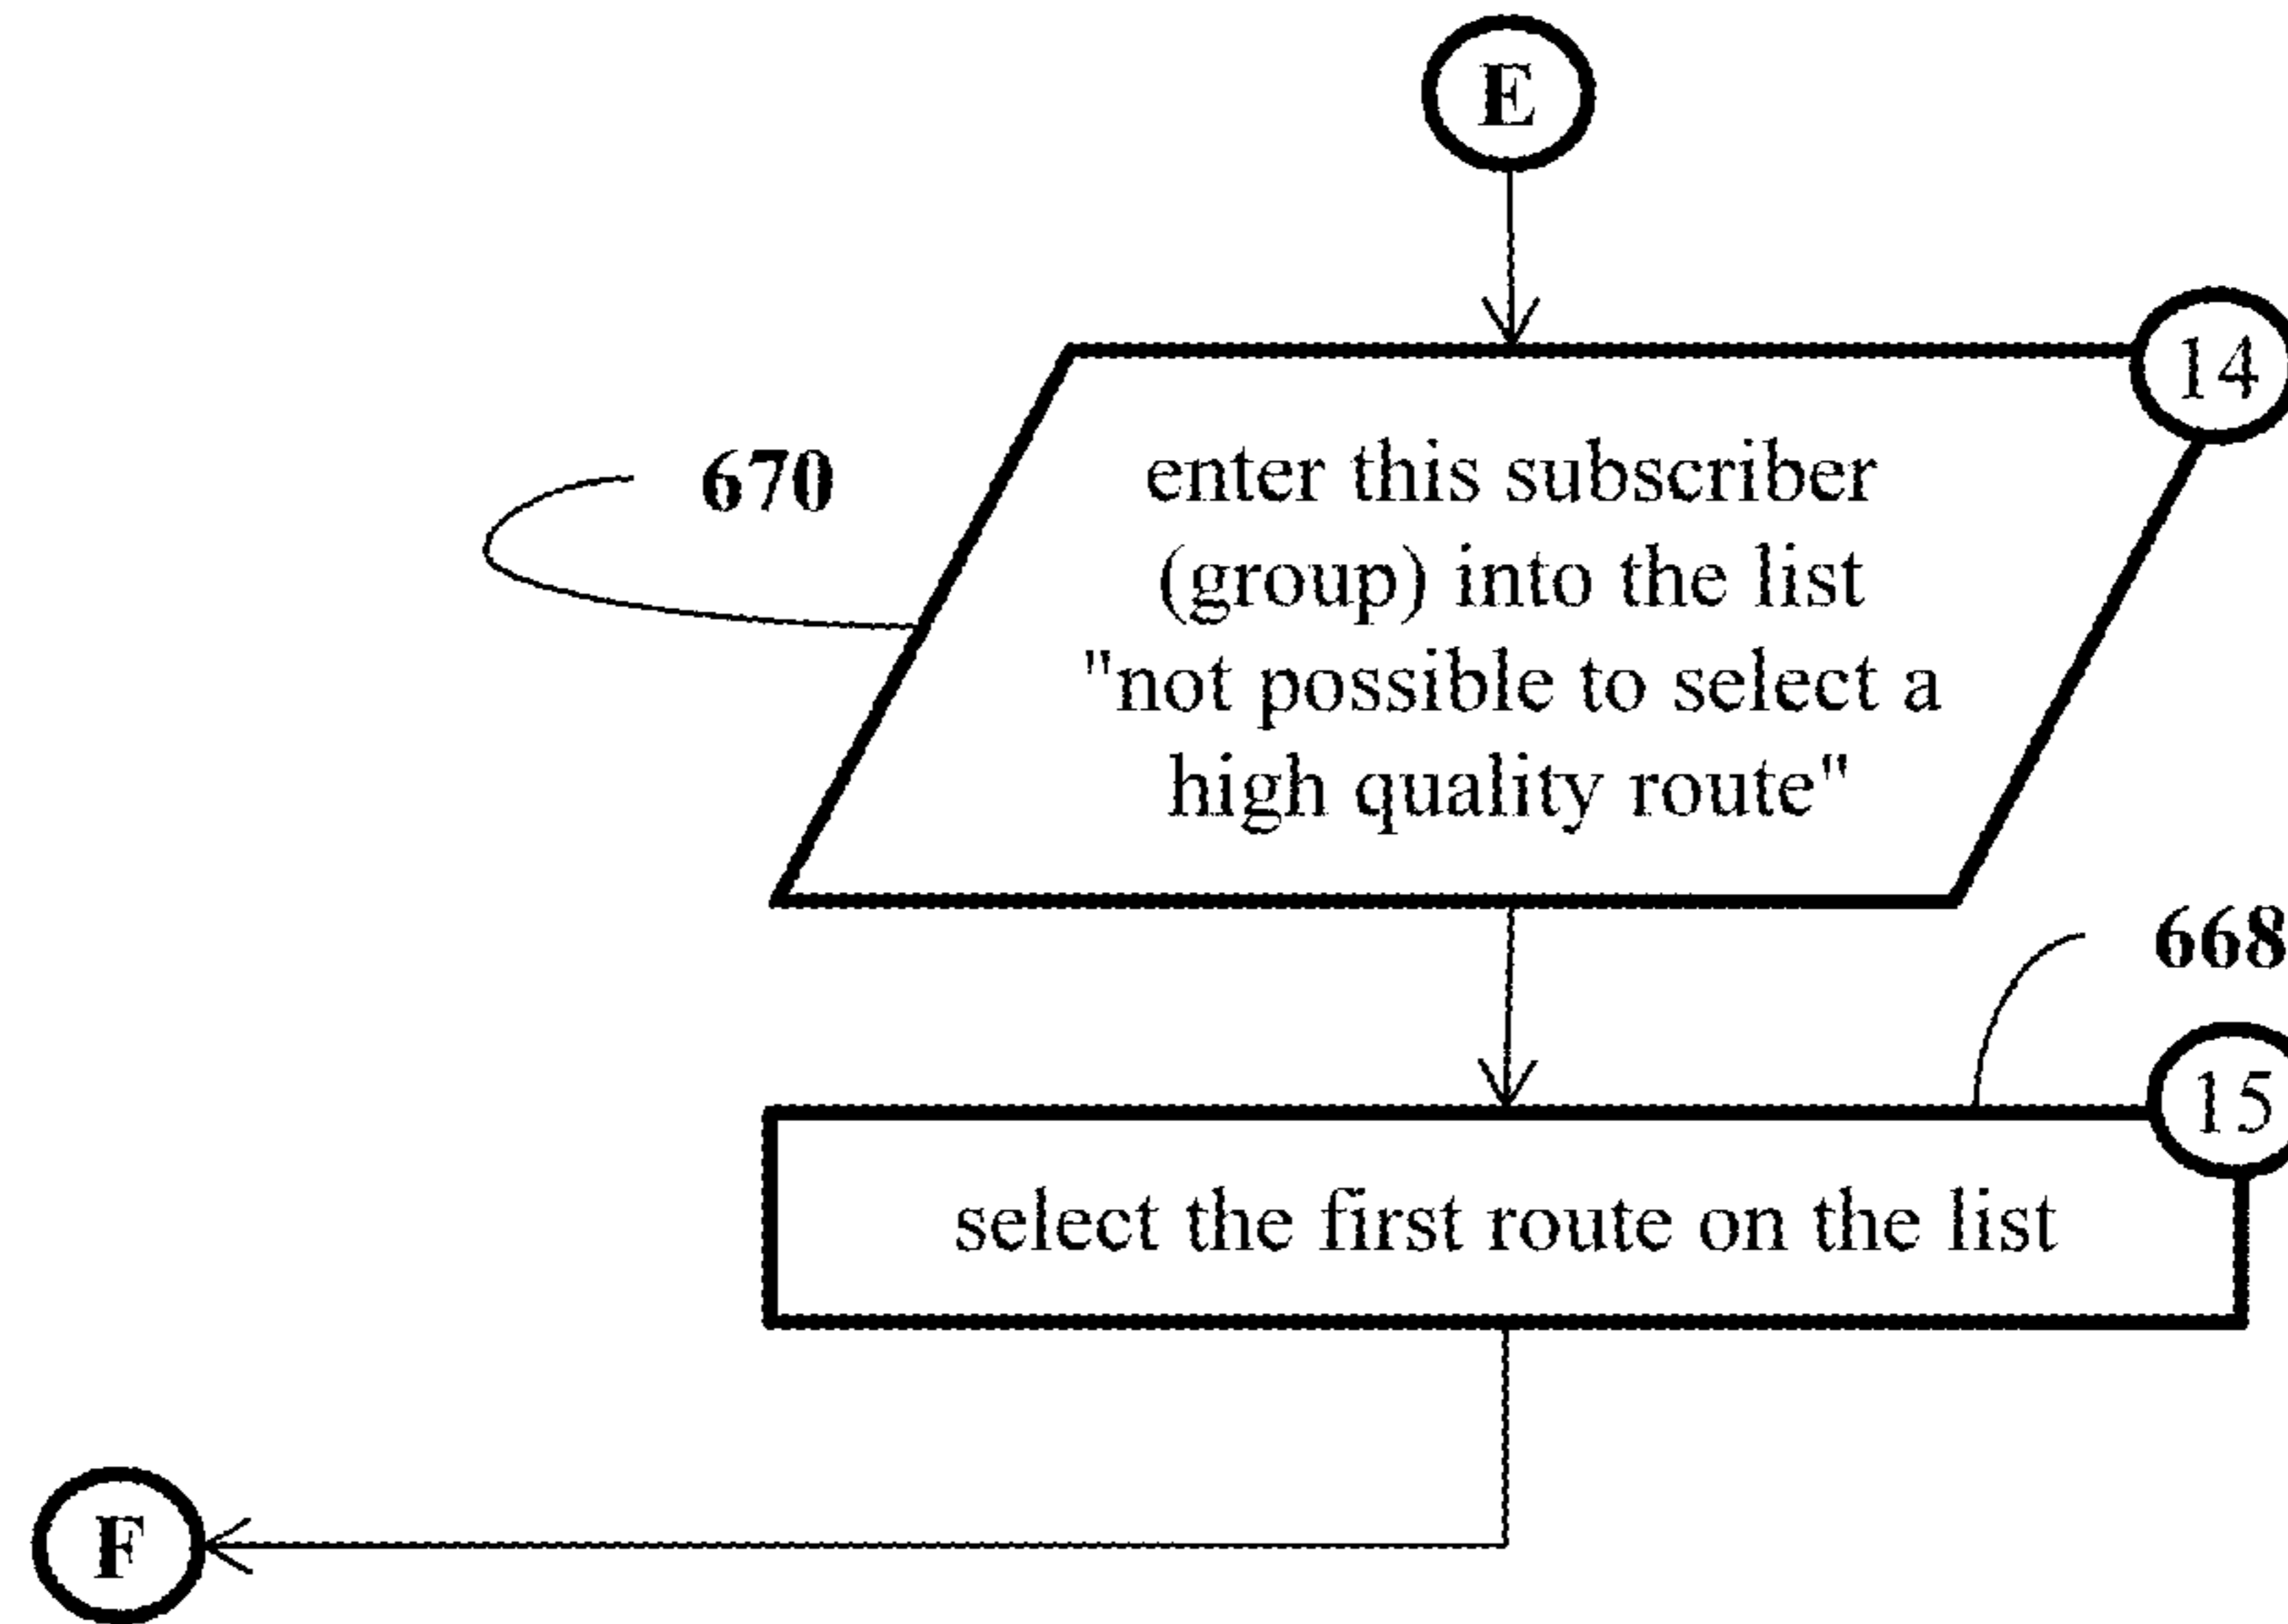 E
14
670
enter this subscriber
(group) into the list
"not possible to select a
high quality route"
668
15
select the first route on the list
F